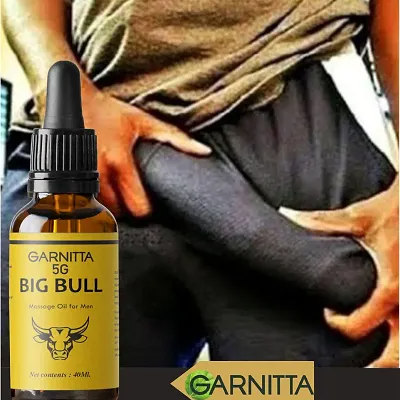 GARNITTA
5G
BIG BULL
Massage Oil For Men
Net contents : 40ML
GARNITTA